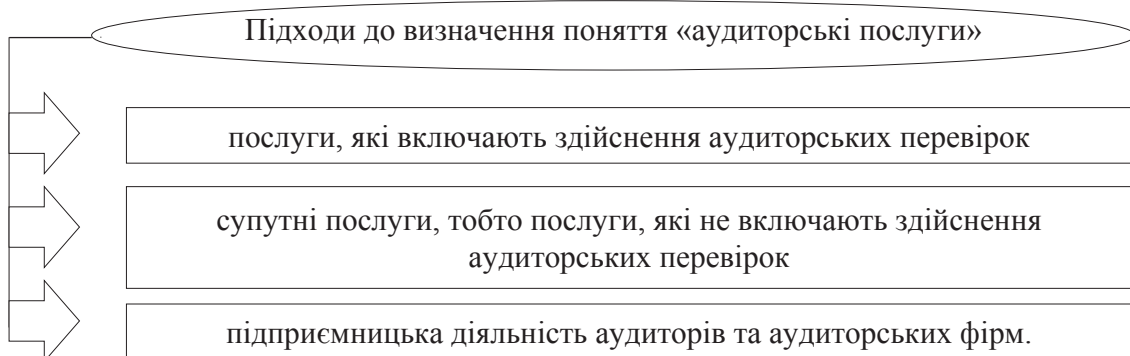 Підходи до визначення поняття «аудиторські послуги»
послуги, які включають здійснення аудиторських перевірок
супутні послуги, тобто послуги, які не включають здійснення
аудиторських перевірок
підприємницька діяльність аудиторів та аудиторських фірм.